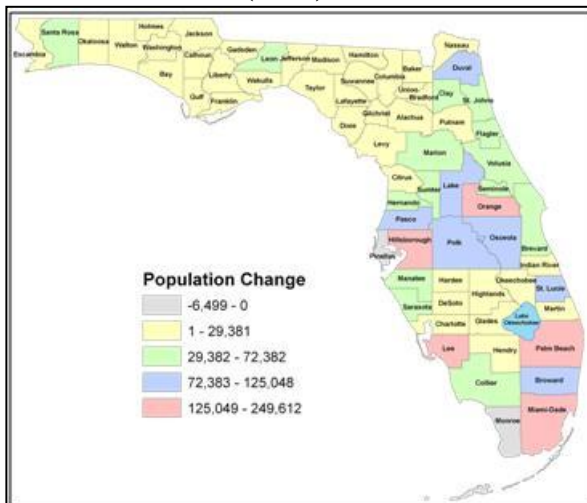 Escambia
Santa Rosa
Okaloosa
Walton
Holmes
Washington
Jackson
Calhoun
Bay
Gulf
Liberty
Gadsden
Franklin
Leon
Wakulla
Jefferson
Madison
Taylor
Hamilton
Suwannee
Lafayette
Dixie
Columbia
Gilchrist
Levy
Baker
Union
Bradford
Alachua
Nassau
Duval
Clay
St. Johns
Putnam
Flagler
Marion
Volusia
Citrus
Sumter
Lake
Seminole
Hernando
Orange
Pasco
Hillsborough
Pinellas
Polk
Osceola
Brevard
Indian River
Manatee
Hardee
Okeechobee
Highlands
St. Lucie
Sarasota
DeSoto
Martin
Charlotte
Glades
Lake
Okeechobee
Lee
Hendry
Palm Beach
Collier
Broward
Monroe
Miami-Dade
Population Change
-6,499 - 0
1 - 29,381
29,382 - 72,382
72,383 - 125,048
125,049 - 249,612